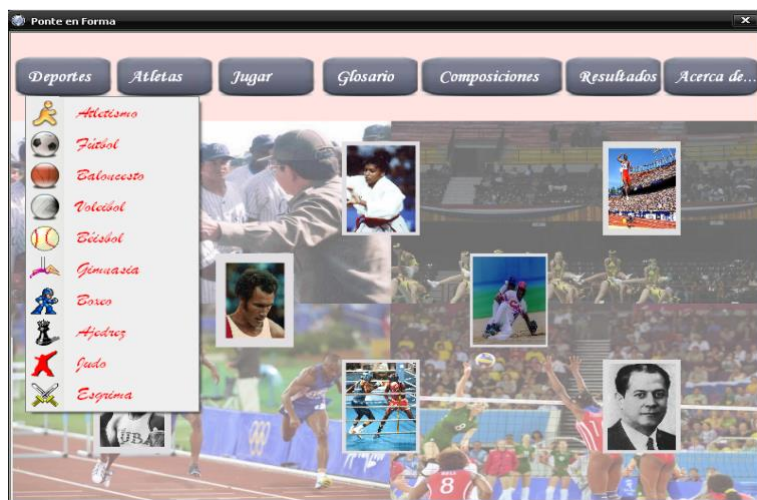 Ponte en Forma
Deportes Atletas Jugar Glosario Composiciones Resultados Acerca de...
Atletismo
Fútbol
Baloncesto
Voleibol
Béisbol
Gimnasia
Boxeo
Ajedrez
Judo
Esgrima
UBA
8